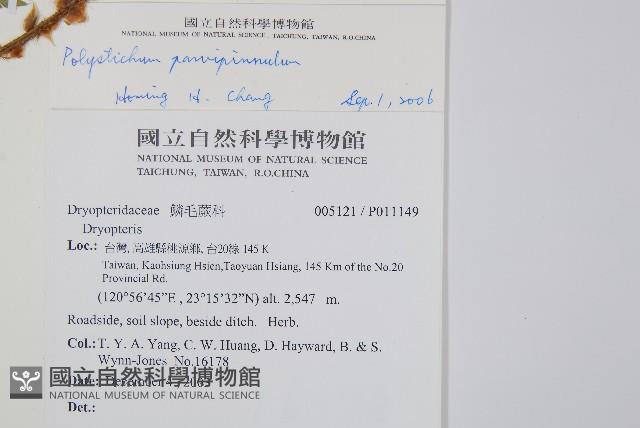 國立自然科學博物館
NATIONAL MUSEUM OF NATURAL SCIENCE, TAICHUNG, TAIWAN, R.O.CHINA
Polystichum parvipinnulum
Homing H. Chang Sep. 1, 2006
國立自然科學博物館
NATIONAL MUSEUM OF NATURAL SCIENCE
TAICHUNG, TAIWAN, R.O.CHINA
Dryopteridaceae 鱗毛蕨科 005121 / P011149
Dryopteris
Loc.: 台灣, 高雄縣桃源鄉, 台20線 145 K
Taiwan, Kaohsiung Hsien,Taoyuan Hsiang, 145 Km of the No.20
Provincial Rd.
(120°56'45”E , 23°15'32”N) alt. 2,547 m.
Roadside, soil slope, beside ditch. Herb.
Col.: T. Y. A. Yang, C. W. Huang, D. Hayward, B. & S.
Wynn-Jones No.16178
Date: December 4, 2003
Det.:
國立自然科學博物館
NATIONAL MUSEUM OF NATURAL SCIENCE